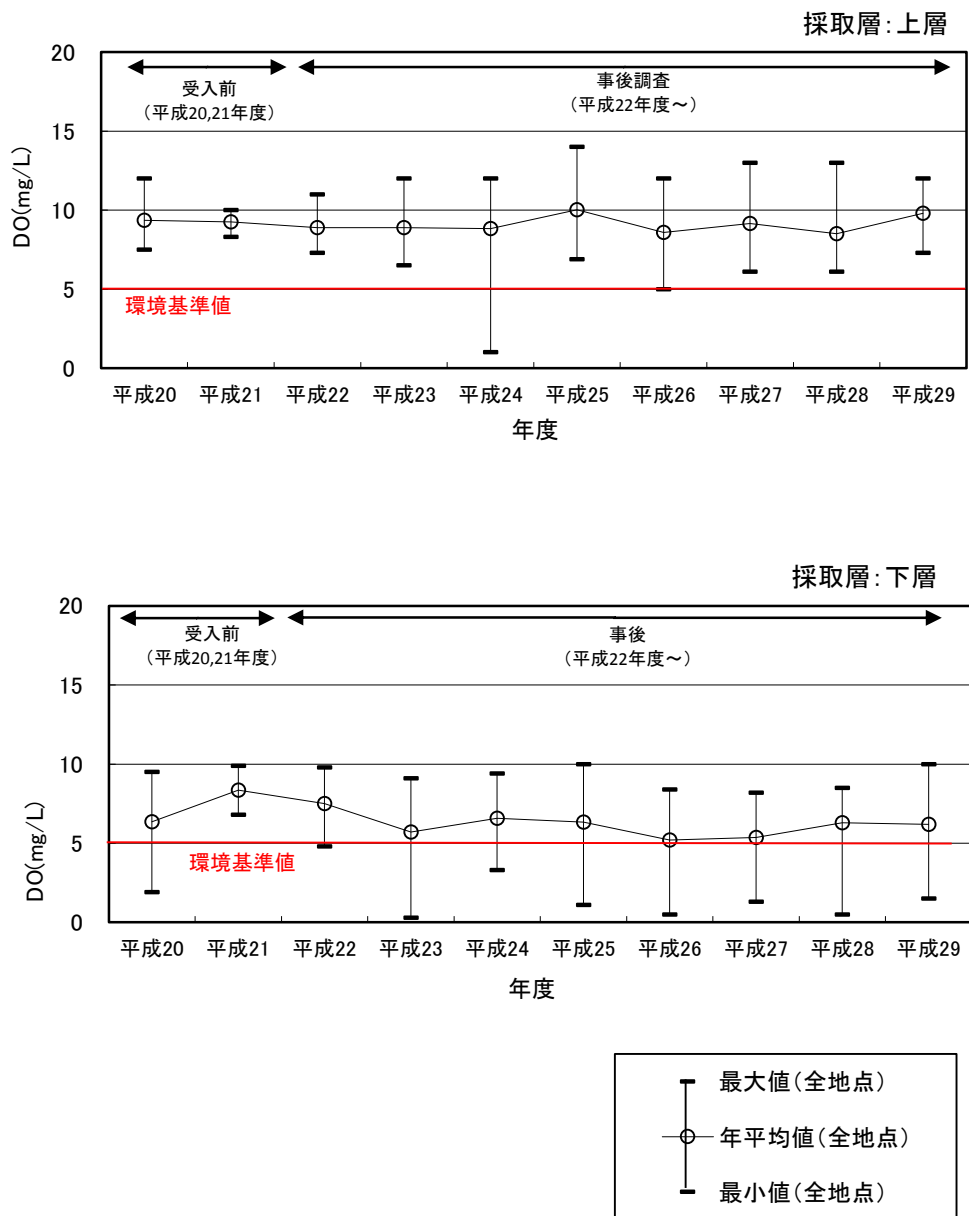 採取層：上層
20
受入前
（平成20,21年度）
事後調査
（平成22年度～）
15
10
5
0
DO(mg/L)
環境基準値
平成20 平成21 平成22 平成23 平成24 平成25 平成26 平成27 平成28 平成29
年度
採取層：下層
20
受入前
（平成20,21年度）
事後
（平成22年度～）
15
10
5
0
DO(mg/L)
環境基準値
平成20 平成21 平成22 平成23 平成24 平成25 平成26 平成27 平成28 平成29
年度
最大値（全地点）
年平均値（全地点）
最小値（全地点）